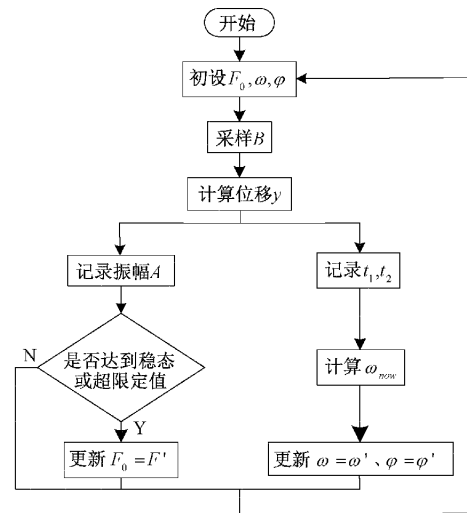 开始
初设F₀,ω,φ
采样B
计算位移y
记录振幅A
记录t₁,t₂
N
是否达到稳态
或超限定值
计算ω_now
Y
更新F₀=F'
更新ω=ω'、φ=φ'